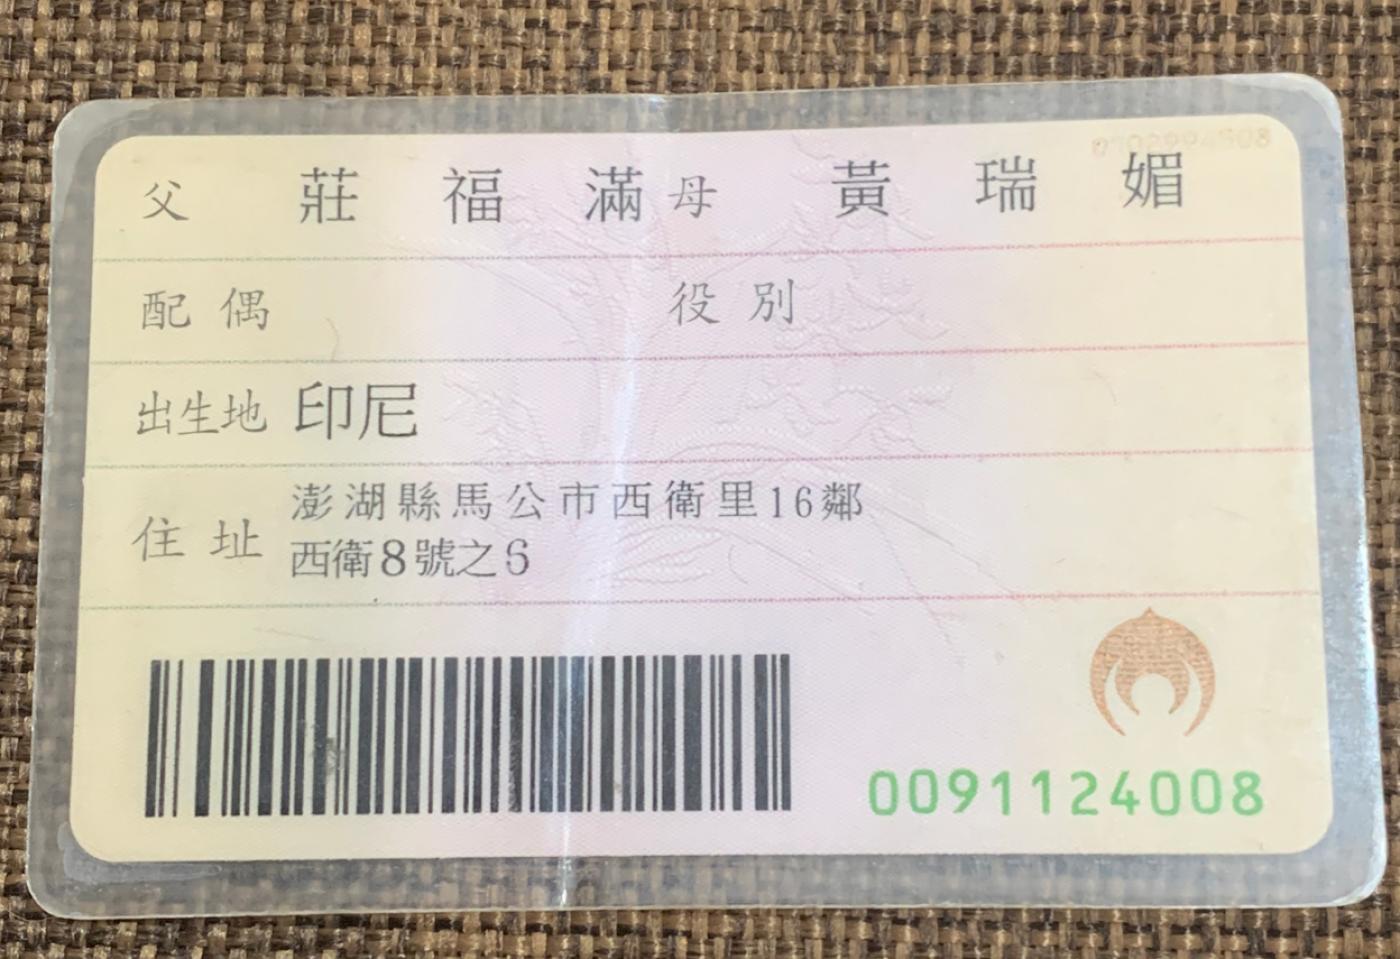 父 莊福滿 母 黃瑞媚
配偶 役別
出生地 印尼
住址 澎湖縣馬公市西衛里16鄰
西衛8號之6
0091124008